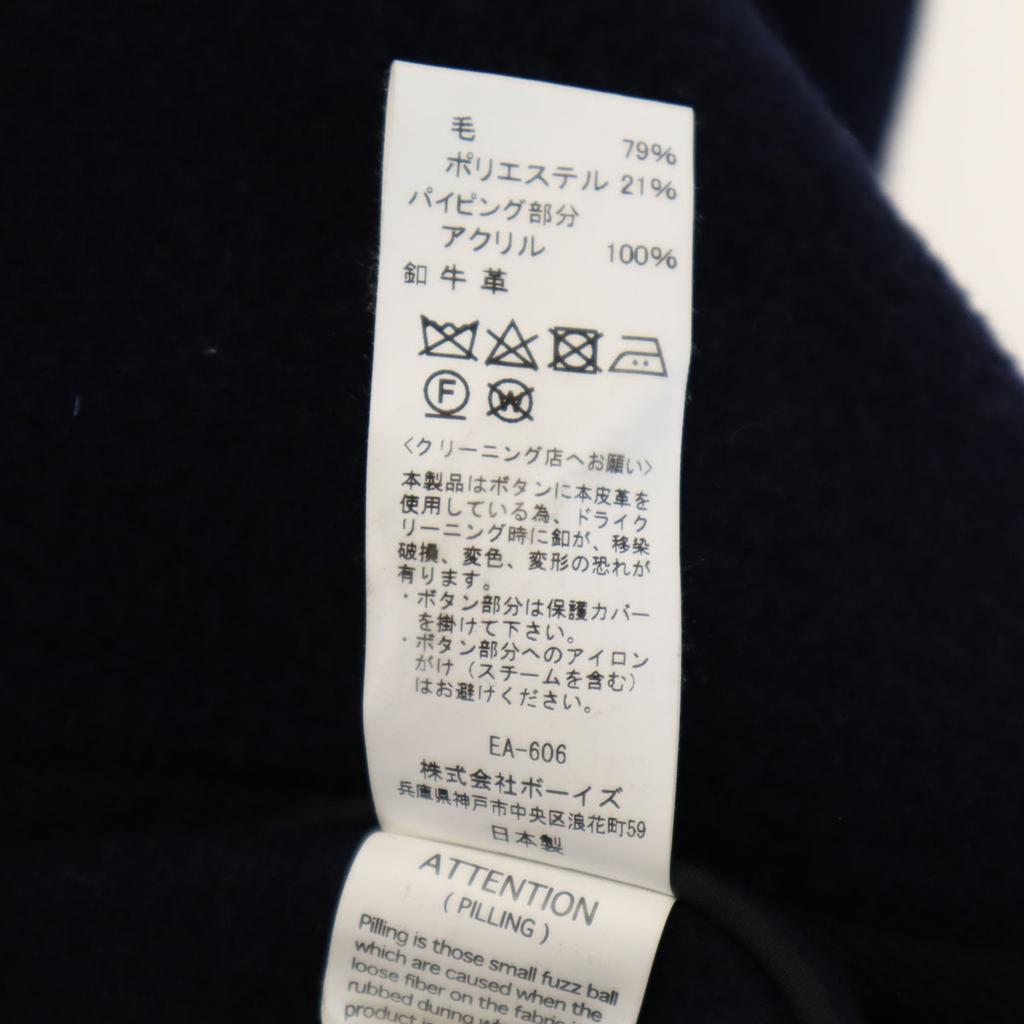 毛 79%
ポリエステル 21%
パイピング部分
アクリル 100%
釦 牛 革
F W
<クリーニング店へお願い>
本製品はボタンに本皮革を
使用している為、ドライク
リーニング時に釦が、移染
破損、変色、変形の恐れが
有ります。
・ボタン部分は保護カバー
を掛けて下さい。
・ボタン部分へのアイロン
がけ(スチームを含む)
はお避けください。
EA-606
株式会社ボーイズ
兵庫県神戸市中央区浪花町59
日本製
ATTENTION
( PILLING )
Pilling is those small fuzz ball
which are caused when the
loose fiber on the fabric
rubbed during
product